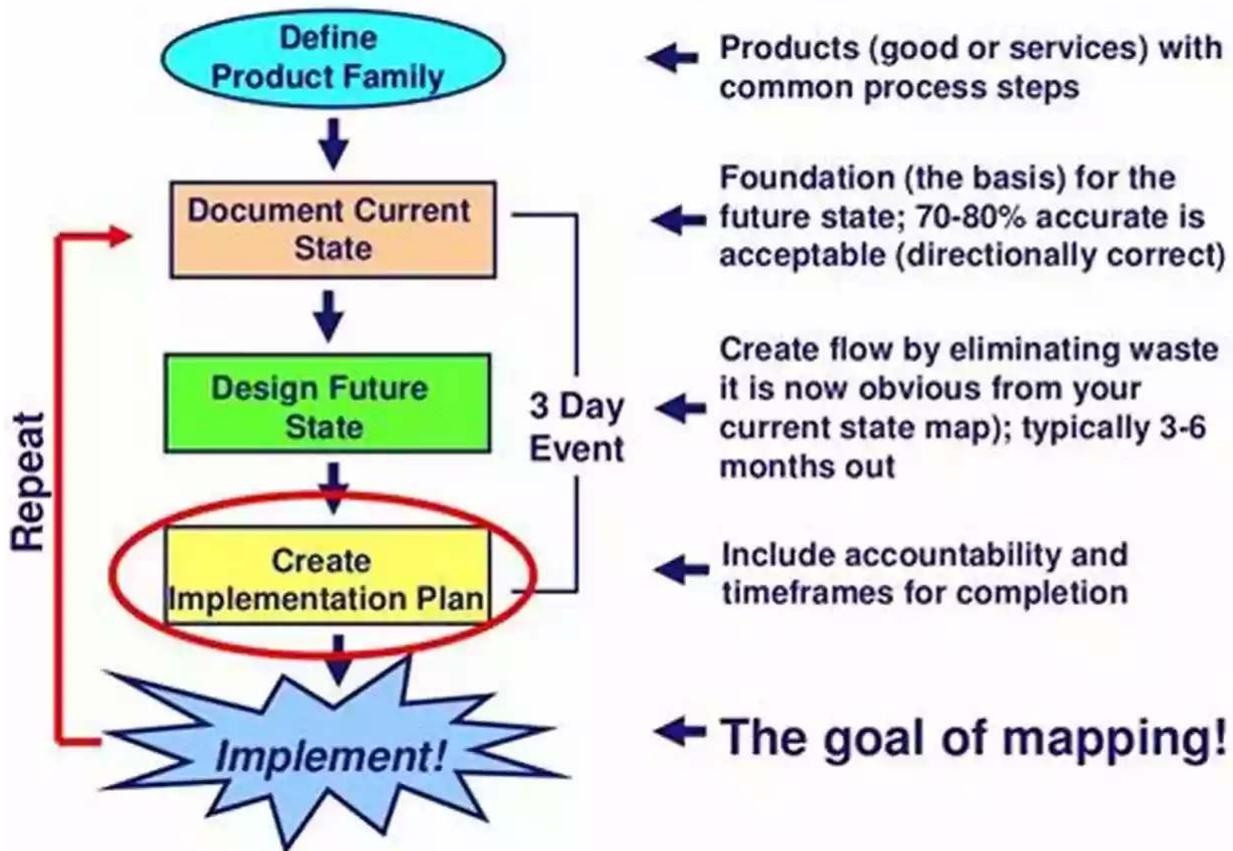 Define
Product Family
Products (good or services) with
common process steps
Document Current
State
Foundation (the basis) for the
future state; 70-80% accurate is
acceptable (directionally correct)
Design Future
State
3 Day
Event
Create flow by eliminating waste
it is now obvious from your
current state map); typically 3-6
months out
Repeat
Create
Implementation Plan
Include accountability and
timeframes for completion
Implement!
The goal of mapping!